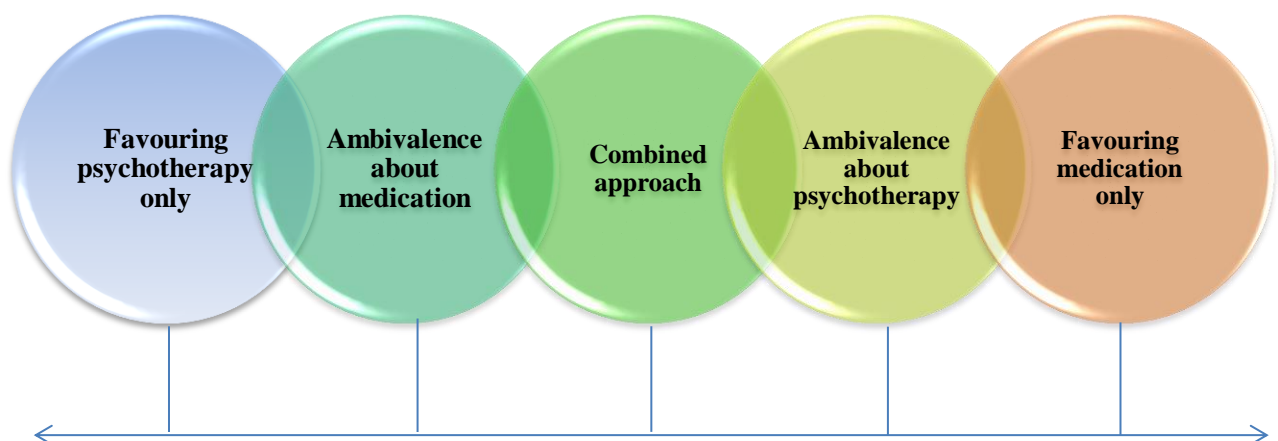 Favouring
psychotherapy
only
Ambivalence
about
medication
Combined
approach
Ambivalence
about
psychotherapy
Favouring
medication
only